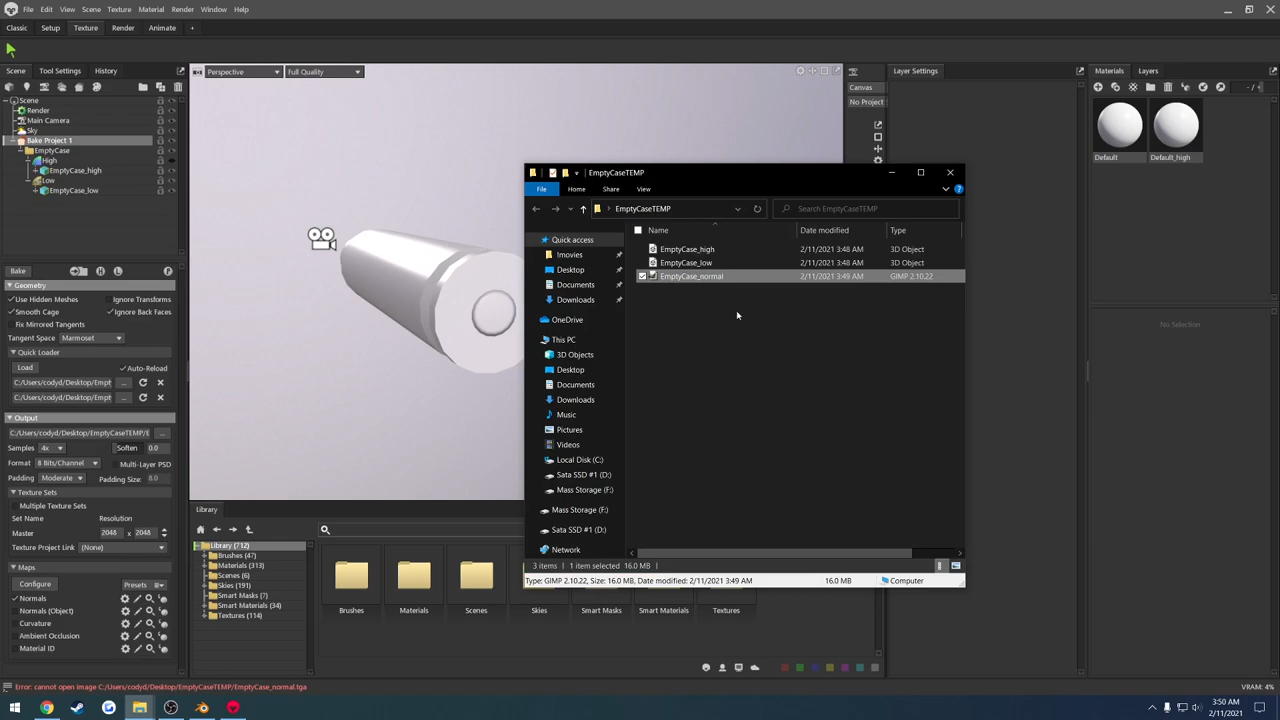 File Edit View Scene Texture Material Render Window Help
Classic Setup Texture Render Animate +
Scene Tool Settings History
Perspective Full Quality
Layer Settings
Materials Layers
Canvas
No Project
- /
Default Default_high
Scene
Render
Main Camera
Sky
Bake Project 1
EmptyCase
High
EmptyCase_high
Low
EmptyCase_low
Bake H L
Geometry
Use Hidden Meshes Ignore Transforms
Smooth Cage Ignore Back Faces
Fix Mirrored Tangents
Tangent Space Marmoset
Quick Loader
Load Auto-Reload
C:/Users/codyd/Desktop/Empt ...
C:/Users/codyd/Desktop/Empt ...
Output
C:/Users/codyd/Desktop/EmptyCaseTEMP/E ...
Samples 4x Soften 0.0
Format 8 Bits/Channel Multi-Layer PSD
Padding Moderate Padding Size: 8.0
Texture Sets
Multiple Texture Sets
Set Name Resolution
Master 2048 x 2048
Texture Project Link (None)
Maps
Configure Presets
Normals
Normals (Object)
Curvature
Ambient Occlusion
Material ID
EmptyCaseTEMP
File Home Share View
EmptyCaseTEMP Search EmptyCaseTEMP
Name Date modified Type
EmptyCase_high 2/11/2021 3:48 AM 3D Object
EmptyCase_low 2/11/2021 3:48 AM 3D Object
EmptyCase_normal 2/11/2021 3:49 AM GIMP 2.10.22
Quick access
!movies
Desktop
Documents
Downloads
OneDrive
This PC
3D Objects
Desktop
Documents
Downloads
Music
Pictures
Videos
Local Disk (C:)
Sata SSD #1 (D:)
Mass Storage (F:)
Mass Storage (F:)
Sata SSD #1 (D:)
Network
3 items 1 item selected 16.0 MB
Type: GIMP 2.10.22, Size: 16.0 MB, Date modified: 2/11/2021 3:49 AM 16.0 MB Computer
No Selection
Library
Library (712)
Brushes (47)
Materials (313)
Scenes (6)
Skies (191)
Smart Masks (7)
Smart Materials (34)
Textures (114)
Brushes Materials Scenes Skies Smart Masks Smart Materials Textures
Error: cannot open image C:/codyd/Desktop/EmptyCaseTEMP/EmptyCase_normal.tga
VRAM: 4%
3:50 AM
2/11/2021